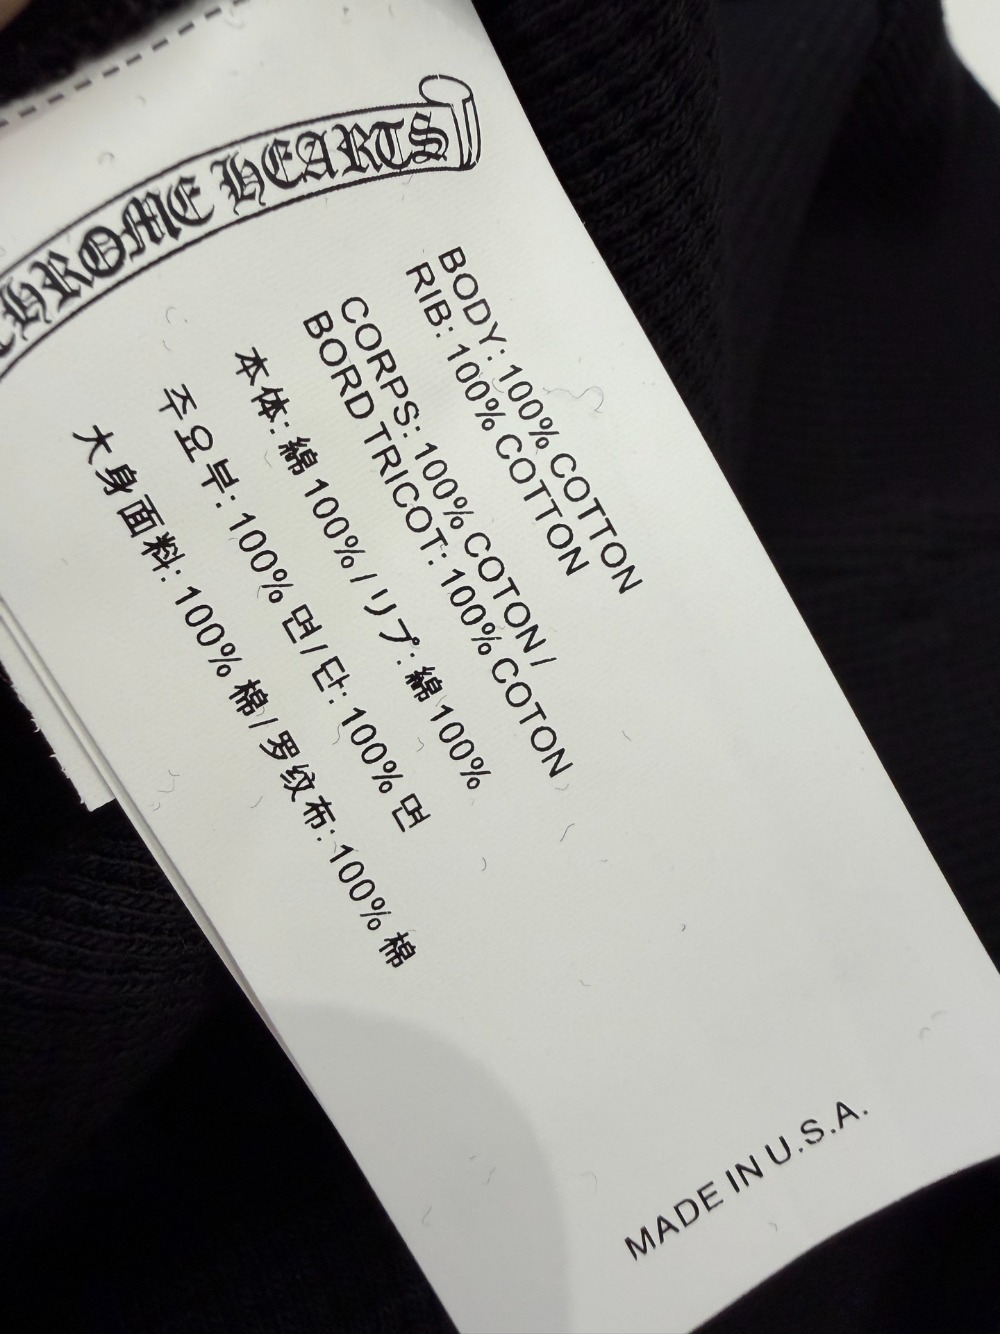 CHROME HEARTS
BODY: 100% COTTON
RIB: 100% COTTON
CORPS: 100% COTON /
BORD TRICOT: 100% COTON
本体: 綿 100% / リブ: 綿 100%
주요부: 100% 면 / 단: 100% 면
大身面料: 100% 棉 / 罗纹布: 100% 棉
MADE IN U.S.A.